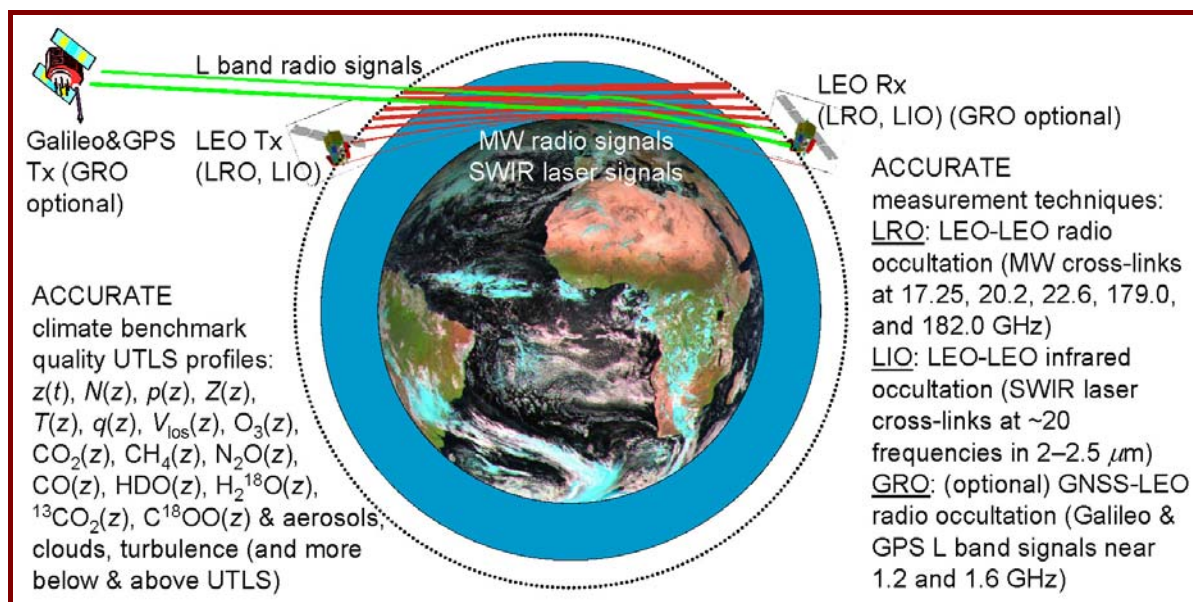 L band radio signals
Galileo&GPS
Tx (GRO
optional)
LEO Tx
(LRO, LIO)
MW radio signals
SWIR laser signals
LEO Rx
(LRO, LIO) (GRO optional)
ACCURATE
climate benchmark
quality UTLS profiles:
z(t), N(z), p(z), Z(z),
T(z), q(z), Vlos(z), O₃(z),
CO₂(z), CH₄(z), N₂O(z),
CO(z), HDO(z), H₂¹⁸O(z),
¹³CO₂(z), C¹⁸OO(z) & aerosols,
clouds, turbulence (and more
below & above UTLS)
ACCURATE
measurement techniques:
LRO: LEO-LEO radio
occultation (MW cross-links
at 17.25, 20.2, 22.6, 179.0,
and 182.0 GHz)
LIO: LEO-LEO infrared
occultation (SWIR laser
cross-links at ~20
frequencies in 2–2.5 μm)
GRO: (optional) GNSS-LEO
radio occultation (Galileo &
GPS L band signals near
1.2 and 1.6 GHz)